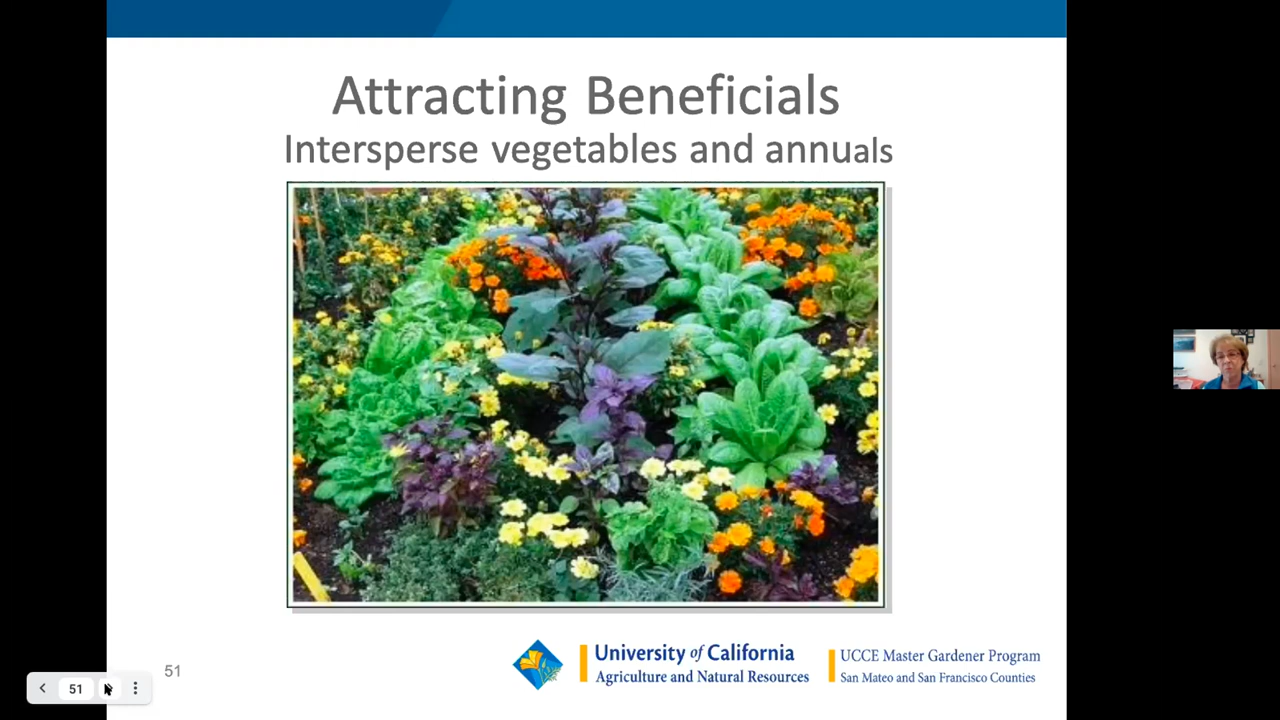 Attracting Beneficials
Intersperse vegetables and annuals
University of California
Agriculture and Natural Resources
UCCE Master Gardener Program
San Mateo and San Francisco Counties
51
51